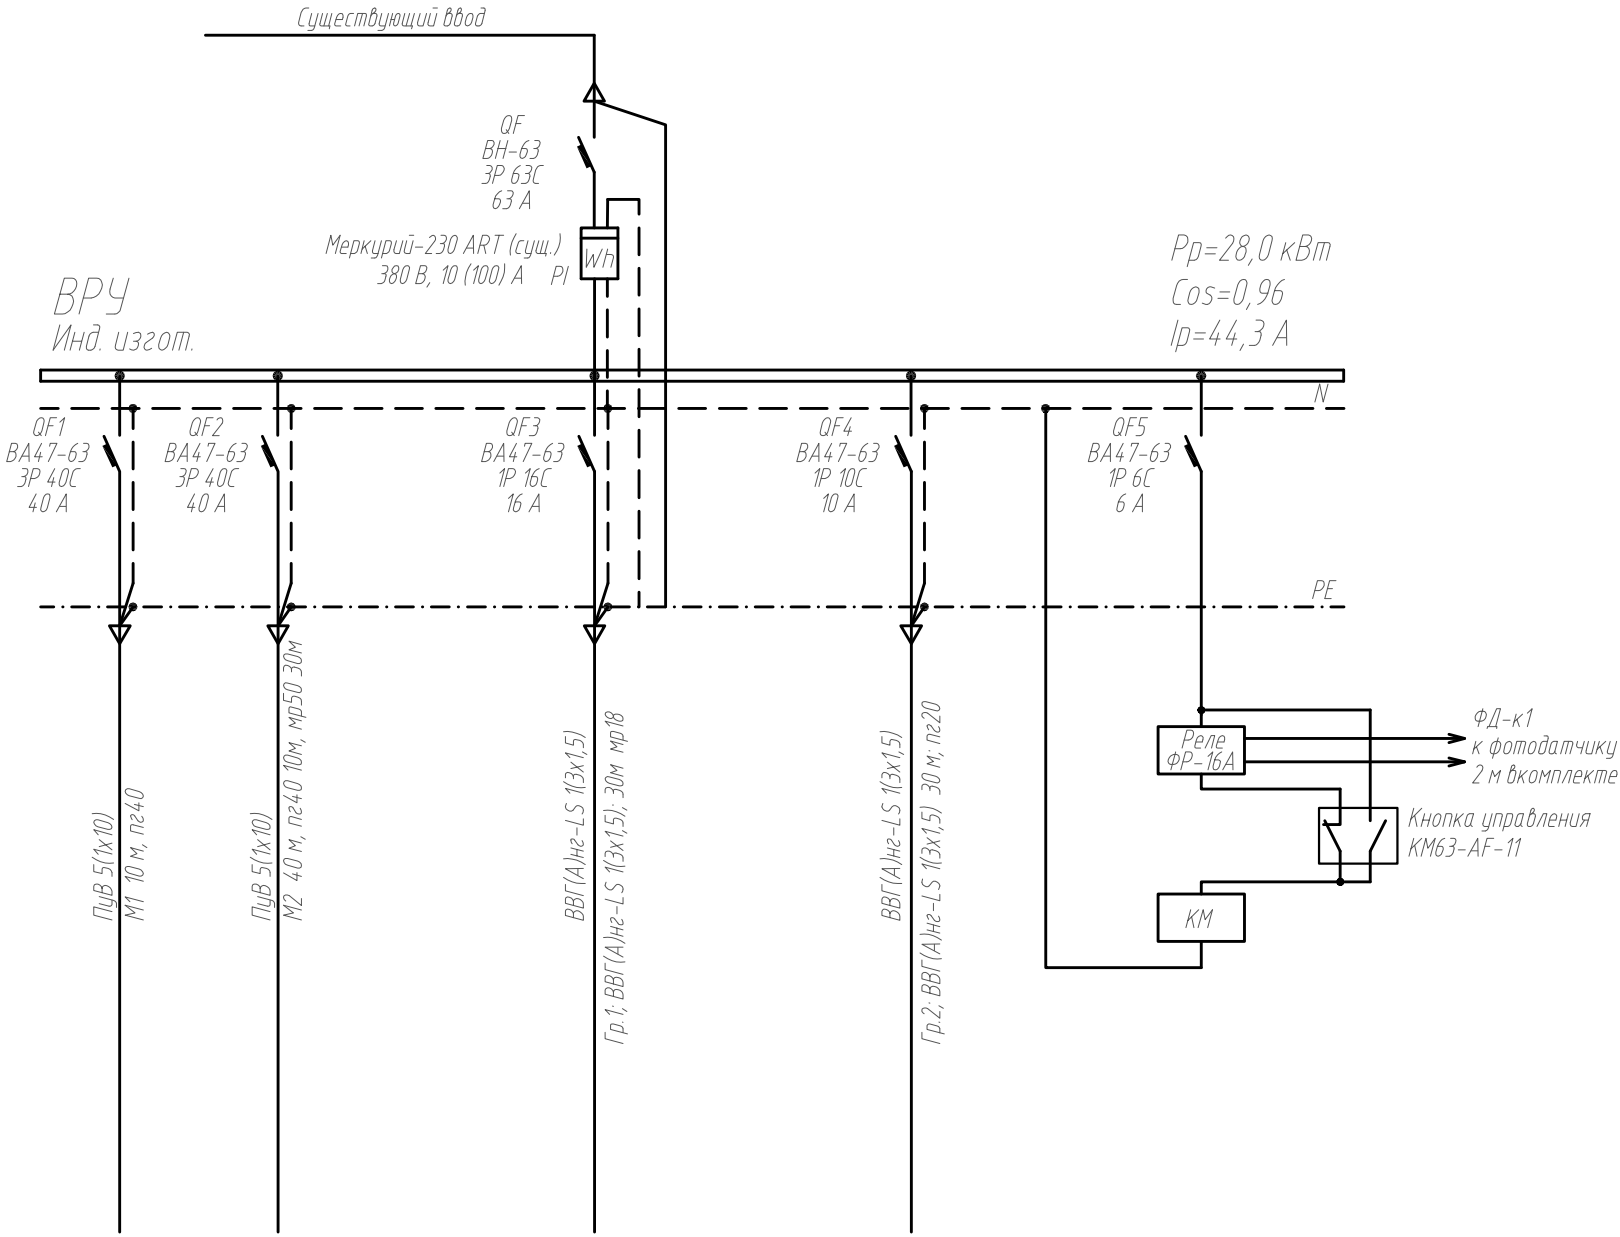 Существующий ввод
QF
ВН-63
3Р 63С
63 А
Меркурий-230 ART (сущ.)
380 В, 10 (100) А PI
Wh
Рр=28,0 кВт
Cos=0,96
Iр=44,3 А
ВРУ
Инд. изгот.
N
QF1
ВА47-63
3Р 40С
40 А
QF2
ВА47-63
3Р 40С
40 А
QF3
ВА47-63
1Р 16С
16 А
QF4
ВА47-63
1Р 10С
10 А
QF5
ВА47-63
1Р 6С
6 А
PE
ПуВ 5(1х10)
М1 10 м, пг40
ПуВ 5(1х10)
М2 40 м, пг40 10м, мр50 30м
ВВГ(А)нг-LS 1(3х1,5)
Гр.1; ВВГ(А)нг-LS 1(3х1,5); 30м мр18
ВВГ(А)нг-LS 1(3х1,5)
Гр.2; ВВГ(А)нг-LS 1(3х1,5) 30 м; пг20
Реле
ФР-16А
ФД-к1
к фотодатчику
2 м вкомплекте
Кнопка управления
КМ63-AF-11
КМ